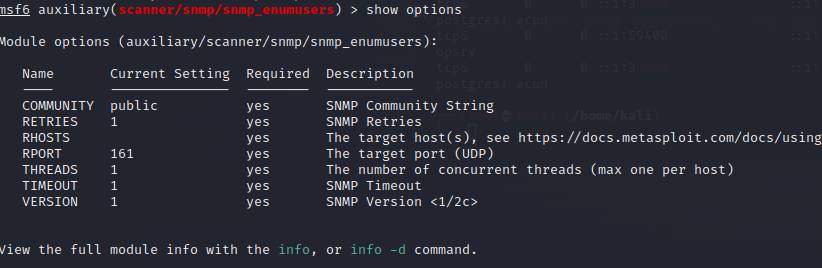 msf6 auxiliary(scanner/snmp/snmp_enumusers) > show options
Module options (auxiliary/scanner/snmp/snmp_enumusers):
Name Current Setting Required Description
COMMUNITY public yes SNMP Community String
RETRIES 1 yes SNMP Retries
RHOSTS yes The target host(s), see https://docs.metasploit.com/docs/using
RPORT 161 yes The target port (UDP)
THREADS 1 yes The number of concurrent threads (max one per host)
TIMEOUT 1 yes SNMP Timeout
VERSION 1 yes SNMP Version <1/2c>
View the full module info with the info, or info -d command.